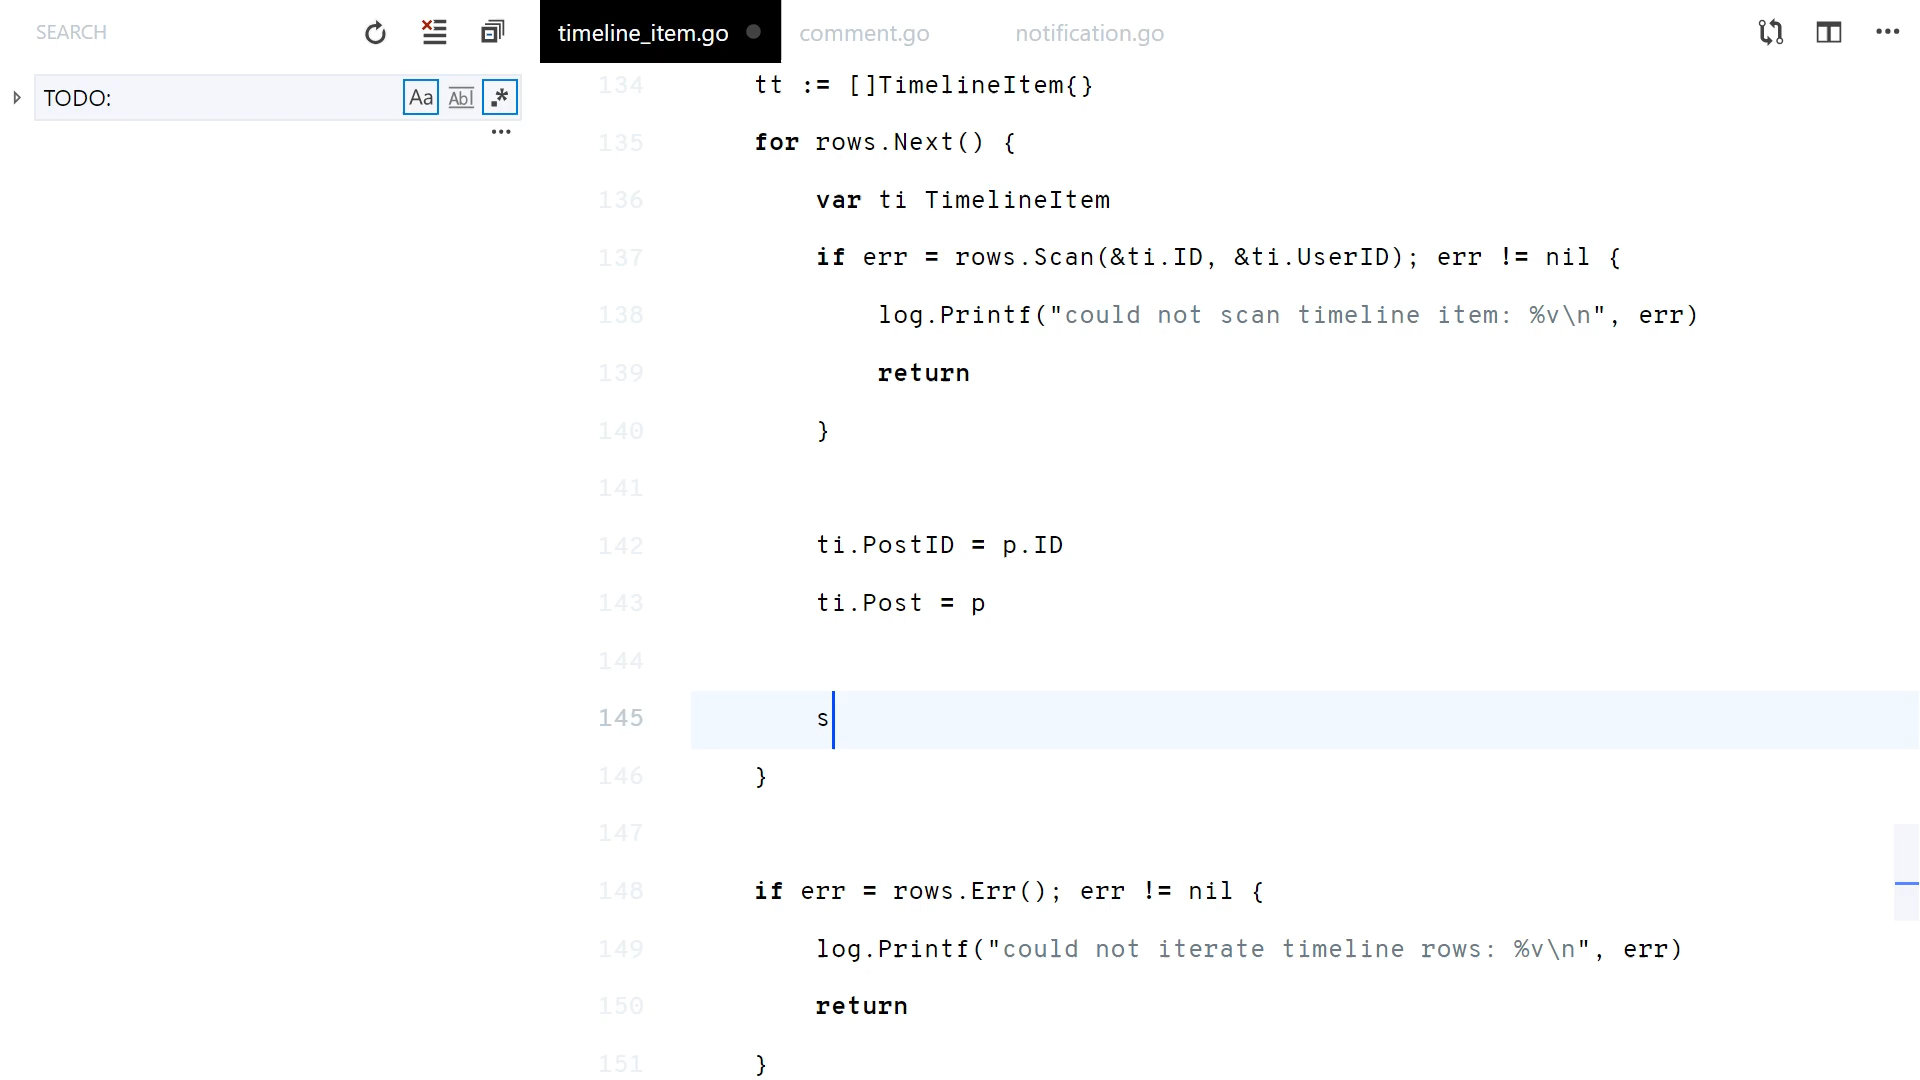 SEARCH
TODO:
Aa Abl .*
timeline_item.go
comment.go
notification.go
134 tt := []TimelineItem{}
135 for rows.Next() {
136 var ti TimelineItem
137 if err = rows.Scan(&ti.ID, &ti.UserID); err != nil {
138 log.Printf("could not scan timeline item: %v\n", err)
139 return
140 }
141
142 ti.PostID = p.ID
143 ti.Post = p
144
145 s
146 }
147
148 if err = rows.Err(); err != nil {
149 log.Printf("could not iterate timeline rows: %v\n", err)
150 return
151 }